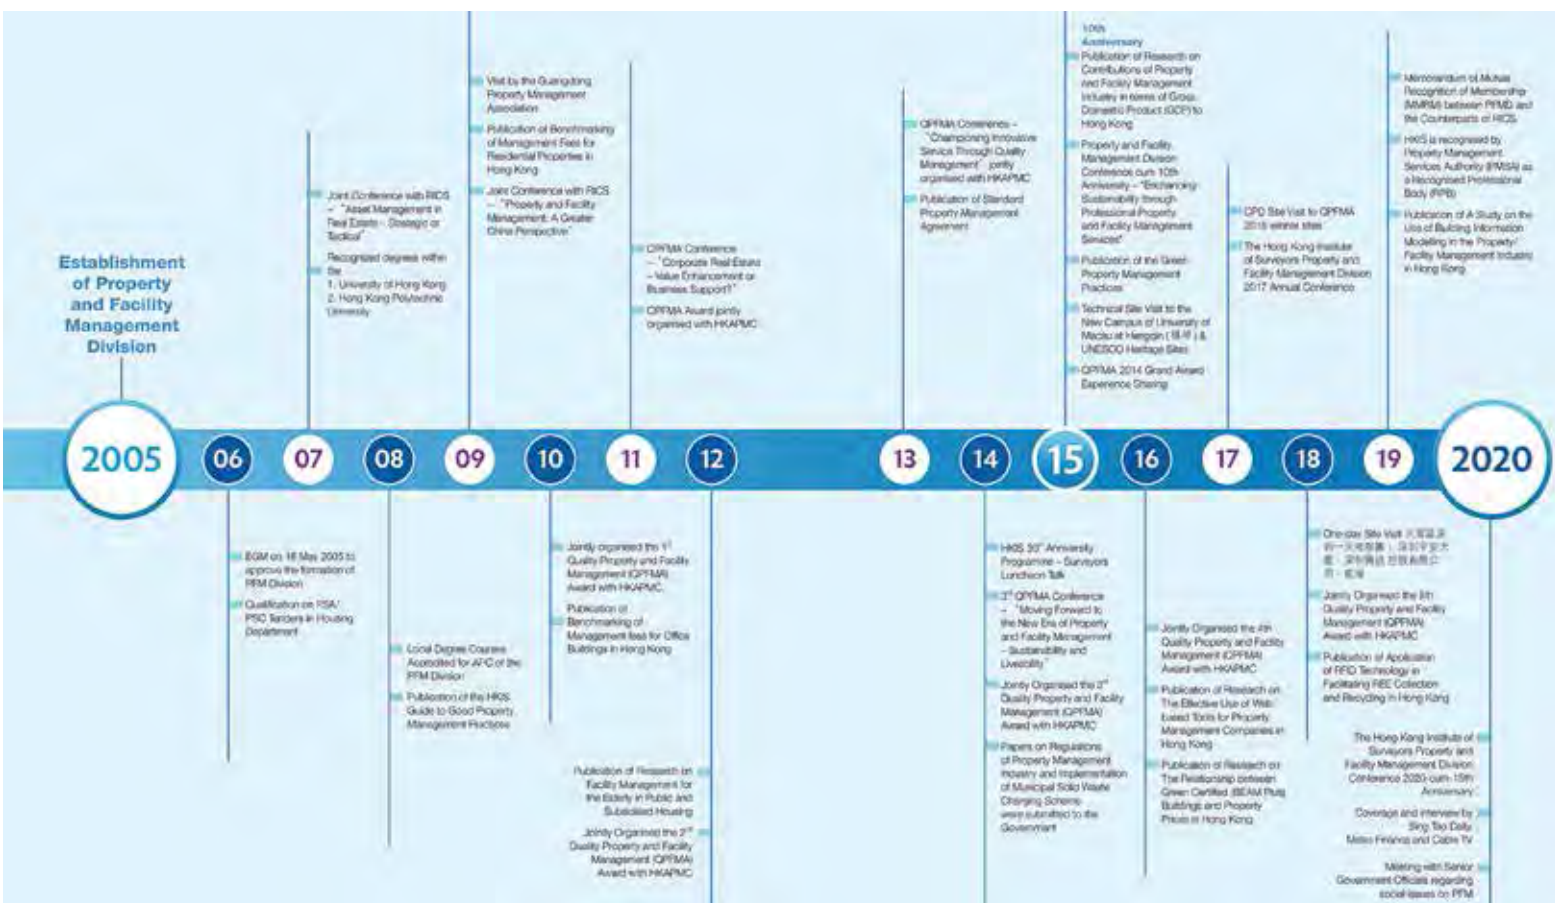 Establishment
of Property
and Facility
Management
Division
2005
06
EGM on 16 May 2005 to
approve the formation of
PFM Division
Qualification on PSA/
PSC Tenders in Housing
Department
07
Joint Conference with RICS
– "Asset Management in
Real Estate – Strategic or
Tactical"
Recognized degrees within
the
1. University of Hong Kong
2. Hong Kong Polytechnic
University
08
Local Degree Courses
Accredited for APC of the
PFM Division
Publication of the HKIS
Guide to Good Property
Management Practices
09
Visit by the Guangdong
Property Management
Association
Publication of Benchmarking
of Management Fees for
Residential Properties in
Hong Kong
Joint Conference with RICS
– "Property and Facility
Management: A Greater
China Perspective"
10
Jointly organised the 1st
Quality Property and Facility
Management (QPFMA)
Award with HKAPMC
Publication of
Benchmarking of
Management fees for Office
Buildings in Hong Kong
11
QPFMA Conference
– "Corporate Real Estate
– Value Enhancement or
Business Support?"
QPFMA Award jointly
organised with HKAPMC
12
Publication of Research on
Facility Management for
the Elderly in Public and
Subsidised Housing
Jointly Organised the 2nd
Quality Property and Facility
Management (QPFMA)
Award with HKAPMC
13
QPFMA Conference –
"Championing Innovative
Service Through Quality
Management" jointly
organised with HKAPMC
Publication of Standard
Property Management
Agreement
14
HKIS 30th Anniversary
Programme – Surveyors
Luncheon Talk
3rd QPFMA Conference
– "Moving Forward to
the New Era of Property
and Facility Management
– Sustainability and
Liveability"
Jointly Organised the 3rd
Quality Property and Facility
Management (QPFMA)
Award with HKAPMC
Papers on Regulations
of Property Management
Industry and Implementation
of Municipal Solid Waste
Charging Scheme
were submitted to the
Government
15
10th
Anniversary
Publication of Research on
Contributions of Property
and Facility Management
Industry in terms of Gross
Domestic Product (GDP) to
Hong Kong
Property and Facility
Management Division
Conference cum 10th
Anniversary – "Enchancing
Sustainability through
Professional Property
and Facility Management
Services"
Publication of the Green
Property Management
Practices
Technical Site Visit to the
New Campus of University of
Macau at Hengqin (橫琴) &
UNESCO Heritage Sites
QPFMA 2014 Grand Award
Experience Sharing
16
Jointly Organised the 4th
Quality Property and Facility
Management (QPFMA)
Award with HKAPMC
Publication of Research on
The Effective Use of Web-
based Tools for Property
Management Companies in
Hong Kong
Publication of Research on
The Relationship between
Green Certified (BEAM Plus)
Buildings and Property
Prices in Hong Kong
17
CPD Site Visit to QPFMA
2016 winner sites
The Hong Kong Institute
of Surveyors Property and
Facility Management Division
2017 Annual Conference
18
One-day Site Visit
Jointly Organised the 5th
Quality Property and Facility
Management (QPFMA)
Award with HKAPMC
Publication of Application
of RFID Technology in
Facilitating REE Collection
and Recycling in Hong Kong
19
Memorandum of Mutual
Recognition of Membership
(MMRM) between PFMD and
the Counterparts of RICS
HKIS is recognised by
Property Management
Services Authority (PMSA) as
a Recognised Professional
Body (RPB)
Publication of A Study on the
Use of Building Information
Modelling in the Property/
Facility Management Industry
in Hong Kong
2020
The Hong Kong Institute of
Surveyors Property and
Facility Management Division
Conference 2020 cum 15th
Anniversary
Coverage and interview by
Sing Tao Daily,
Metro Finance and Cable TV
Meeting with Senior
Government Officials regarding
social issues on PFM